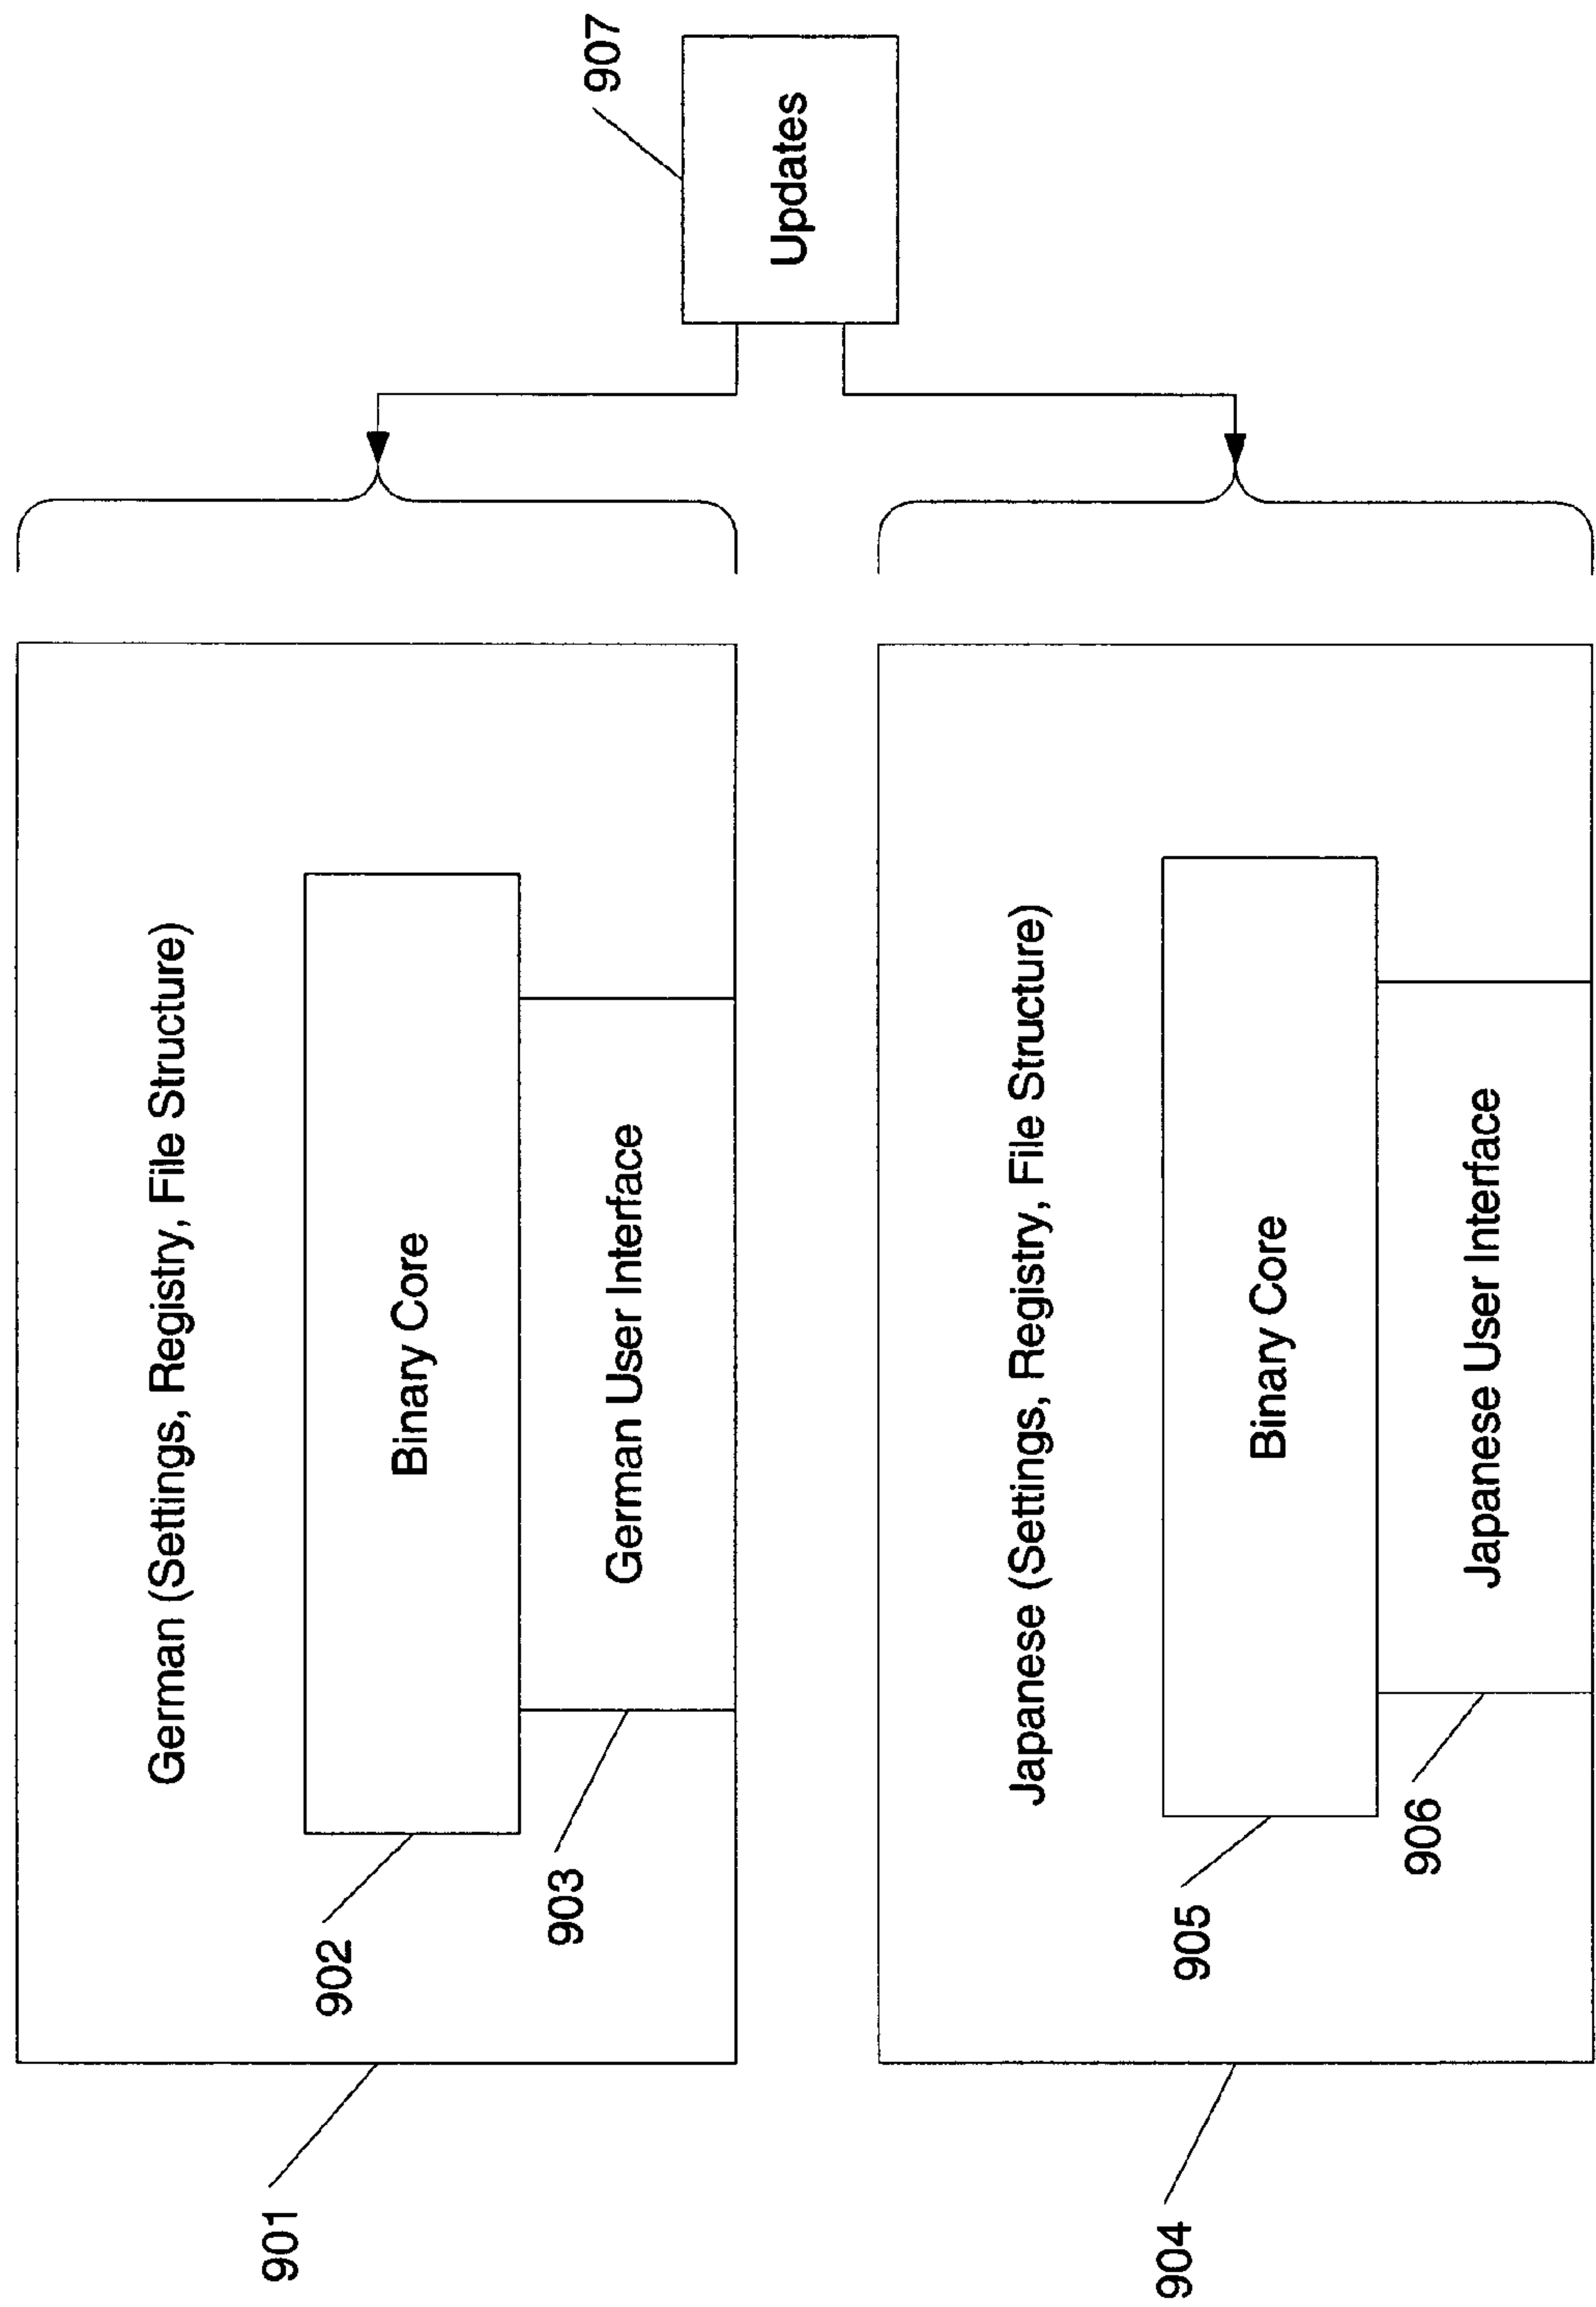 901
German (Settings, Registry, File Structure)
902
Binary Core
903
German User Interface
904
Japanese (Settings, Registry, File Structure)
905
Binary Core
906
Japanese User Interface
907
Updates